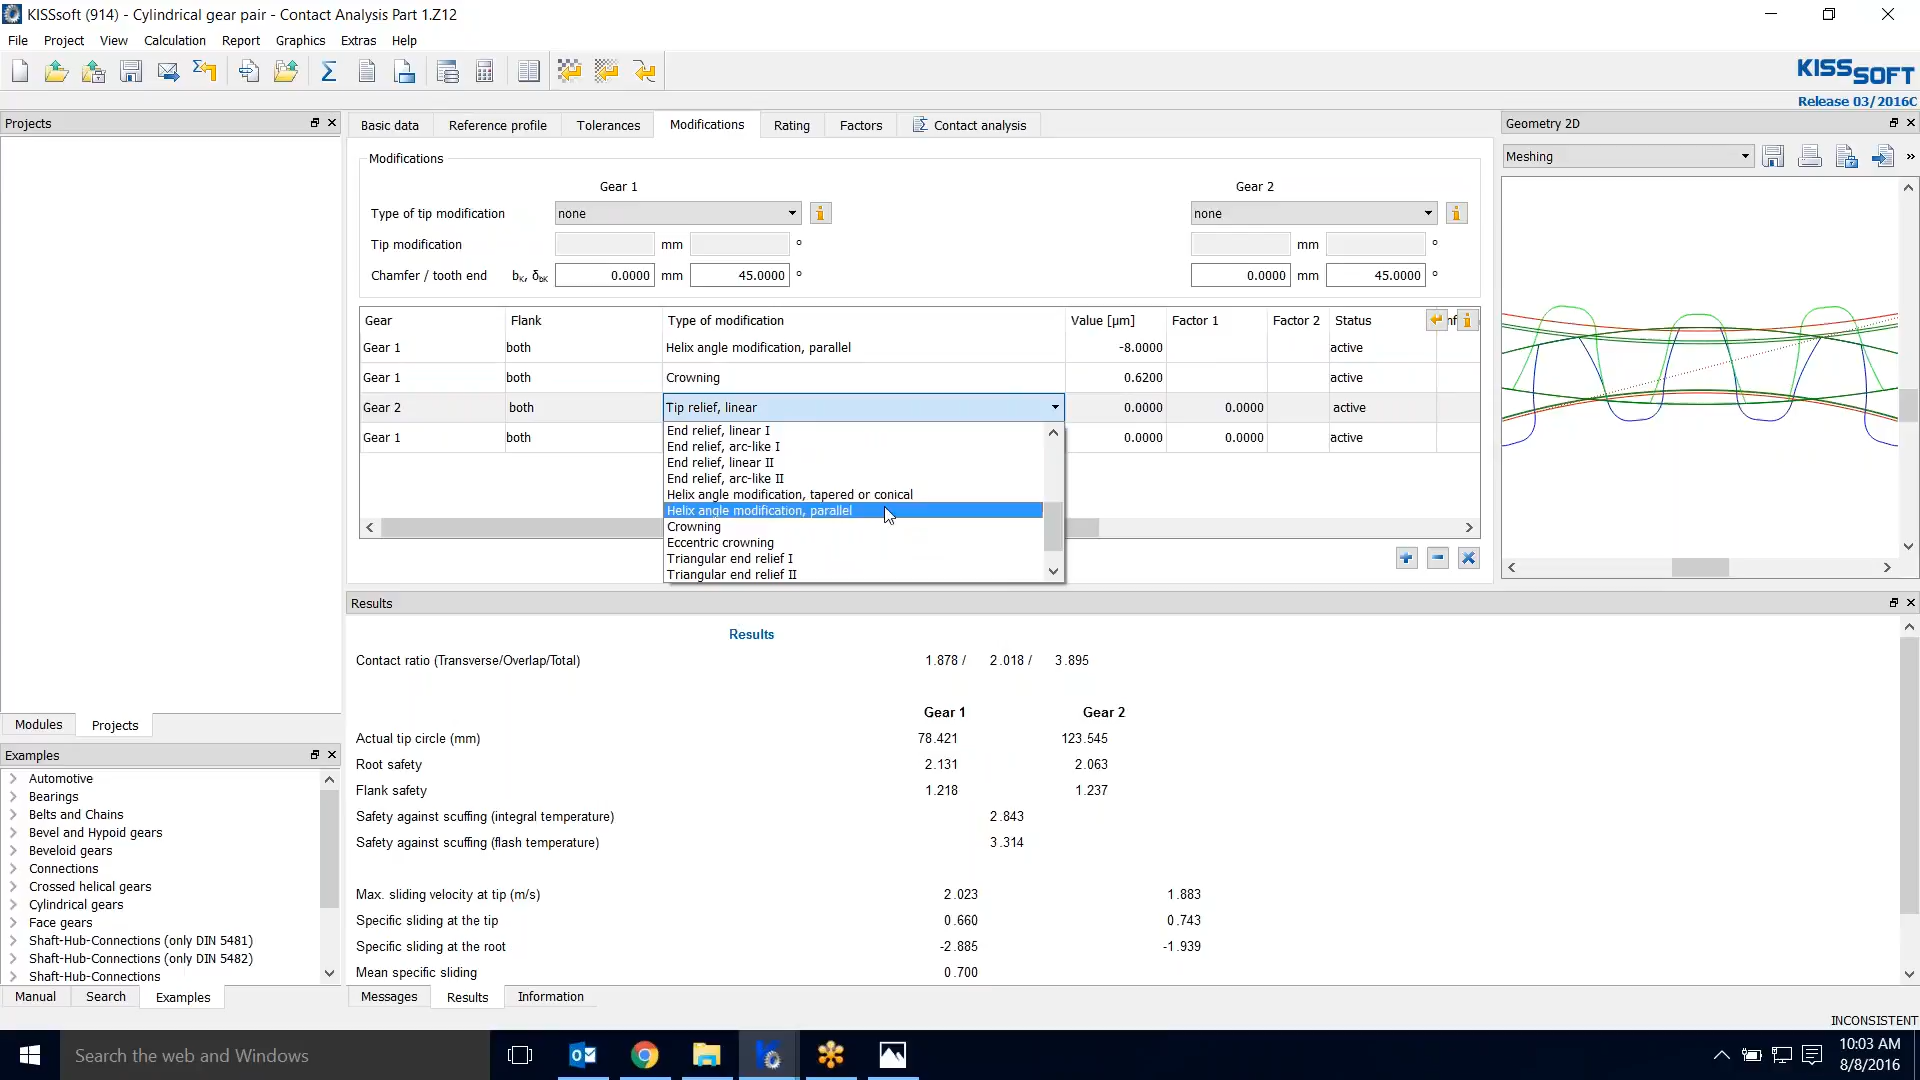 KISSsoft (914) - Cylindrical gear pair - Contact Analysis Part 1.Z12
File Project View Calculation Report Graphics Extras Help
KISSSOFT
Release 03/2016C
Projects
Basic data Reference profile Tolerances Modifications Rating Factors Contact analysis
Geometry 2D
Meshing
Modifications
Gear 1 Gear 2
Type of tip modification none none
Tip modification mm ° mm °
Chamfer / tooth end bK, δbK 0.0000 mm 45.0000 ° 0.0000 mm 45.0000 °
Gear Flank Type of modification Value [µm] Factor 1 Factor 2 Status
Gear 1 both Helix angle modification, parallel -8.0000 active
Gear 1 both Crowning 0.6200 active
Gear 2 both Tip relief, linear 0.0000 0.0000 active
Gear 1 both 0.0000 0.0000 active
End relief, linear I
End relief, arc-like I
End relief, linear II
End relief, arc-like II
Helix angle modification, tapered or conical
Helix angle modification, parallel
Crowning
Eccentric crowning
Triangular end relief I
Triangular end relief II
Results
Results
Contact ratio (Transverse/Overlap/Total) 1.878 / 2.018 / 3.895
Gear 1 Gear 2
Actual tip circle (mm) 78.421 123.545
Root safety 2.131 2.063
Flank safety 1.218 1.237
Safety against scuffing (integral temperature) 2.843
Safety against scuffing (flash temperature) 3.314
Max. sliding velocity at tip (m/s) 2.023 1.883
Specific sliding at the tip 0.660 0.743
Specific sliding at the root -2.885 -1.939
Mean specific sliding 0.700
Messages Results Information
Modules Projects
Examples
Automotive
Bearings
Belts and Chains
Bevel and Hypoid gears
Beveloid gears
Connections
Crossed helical gears
Cylindrical gears
Face gears
Shaft-Hub-Connections (only DIN 5481)
Shaft-Hub-Connections (only DIN 5482)
Shaft-Hub-Connections
Manual Search Examples
INCONSISTENT
Search the web and Windows
10:03 AM
8/8/2016